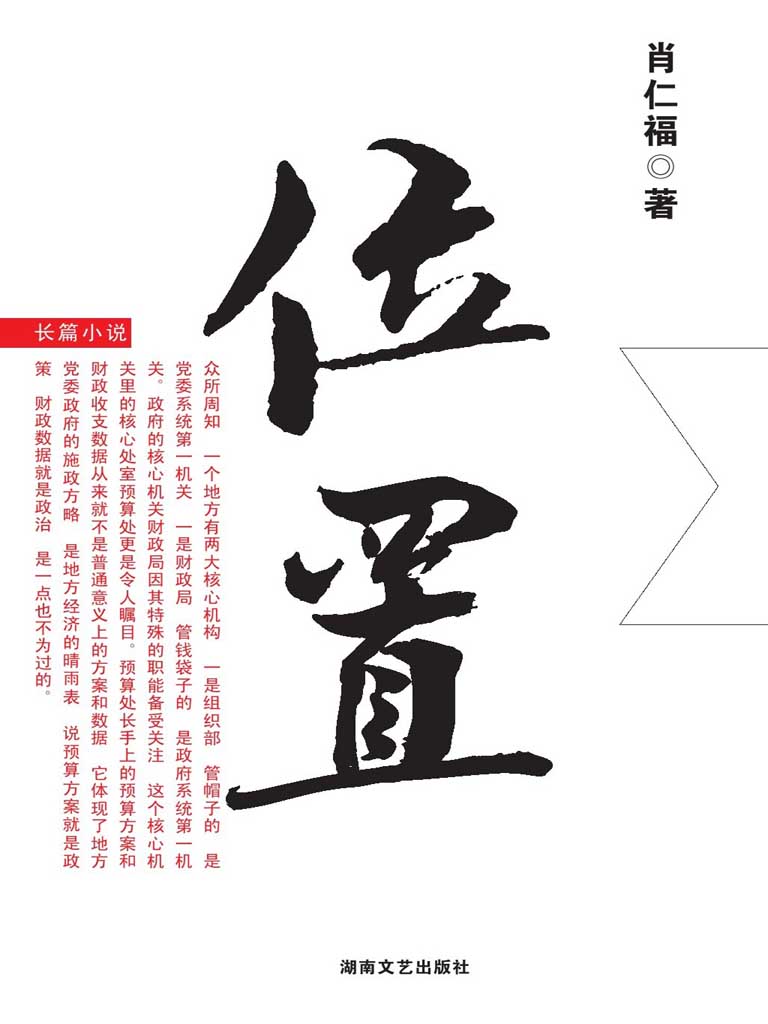 肖仁福◎著
位置
长篇小说
众所周知　一个地方有两大核心机构　一是组织部　管帽子的　是
党委系统第一机关　一是财政局　管钱袋子的　是政府系统第一机
关。政府的核心机关财政局因其特殊的职能备受关注　这个核心机
关里的核心处室预算处更是令人瞩目。预算处长手上的预算方案和
财政收支数据从来就不是普通意义上的方案和数据　它体现了地方
党委政府的施政方略　是地方经济的晴雨表　说预算方案就是政
策　财政数据就是政治　是一点也不为过的。
湖南文艺出版社